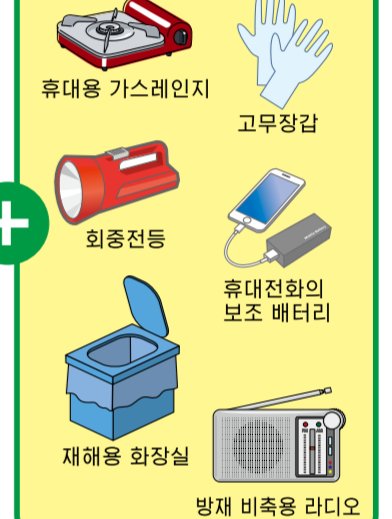 휴대용 가스레인지
고무장갑
회중전등
휴대전화의
보조 배터리
재해용 화장실
방재 비축용 라디오